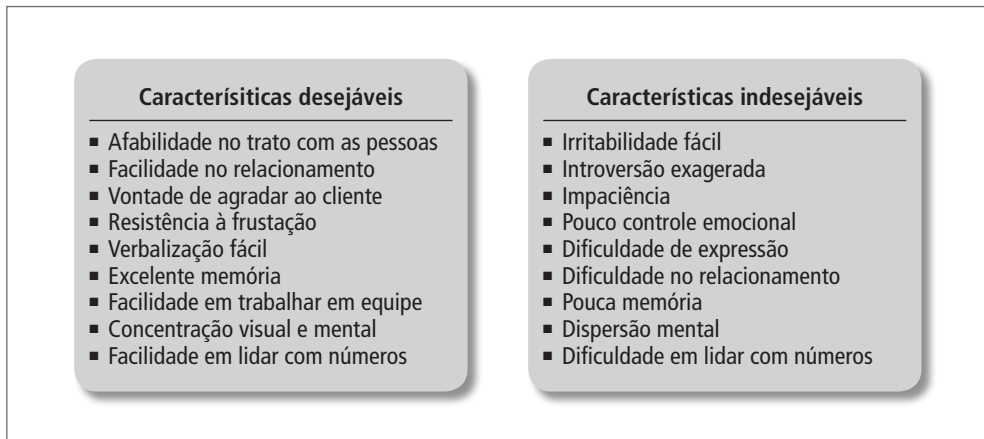 Caracterísiticas desejáveis
▪ Afabilidade no trato com as pessoas
▪ Facilidade no relacionamento
▪ Vontade de agradar ao cliente
▪ Resistência à frustação
▪ Verbalização fácil
▪ Excelente memória
▪ Facilidade em trabalhar em equipe
▪ Concentração visual e mental
▪ Facilidade em lidar com números
Características indesejáveis
▪ Irritabilidade fácil
▪ Introversão exagerada
▪ Impaciência
▪ Pouco controle emocional
▪ Dificuldade de expressão
▪ Dificuldade no relacionamento
▪ Pouca memória
▪ Dispersão mental
▪ Dificuldade em lidar com números